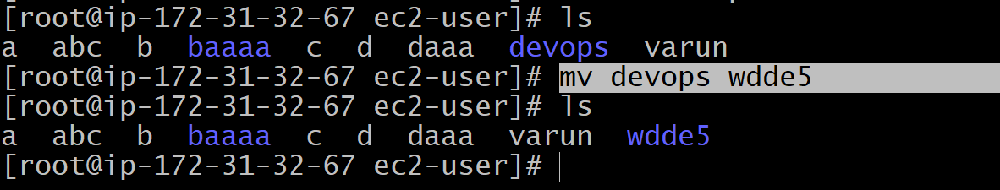 [root@ip-172-31-32-67 ec2-user]# ls
a  abc  b  baaaa  c  d  daaa  devops  varun
[root@ip-172-31-32-67 ec2-user]# mv devops wdde5
[root@ip-172-31-32-67 ec2-user]# ls
a  abc  b  baaaa  c  d  daaa  varun  wdde5
[root@ip-172-31-32-67 ec2-user]#